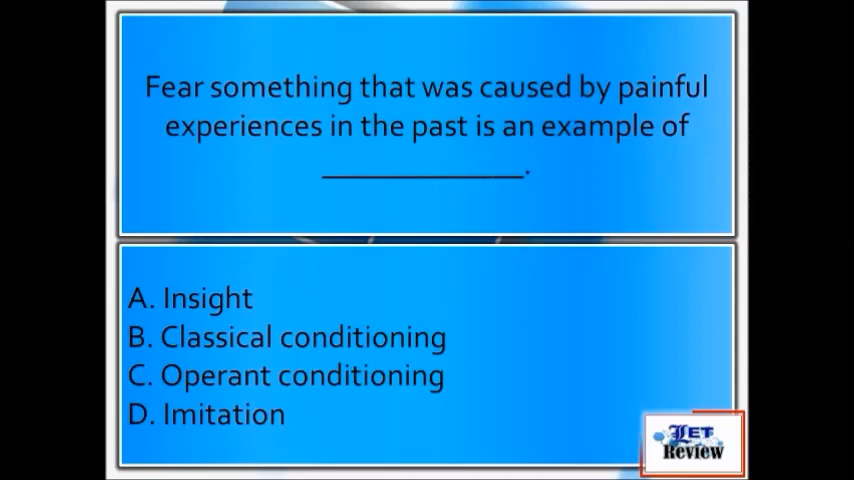 Fear something that was caused by painful
experiences in the past is an example of
______________.
A. Insight
B. Classical conditioning
C. Operant conditioning
D. Imitation
LET
Review